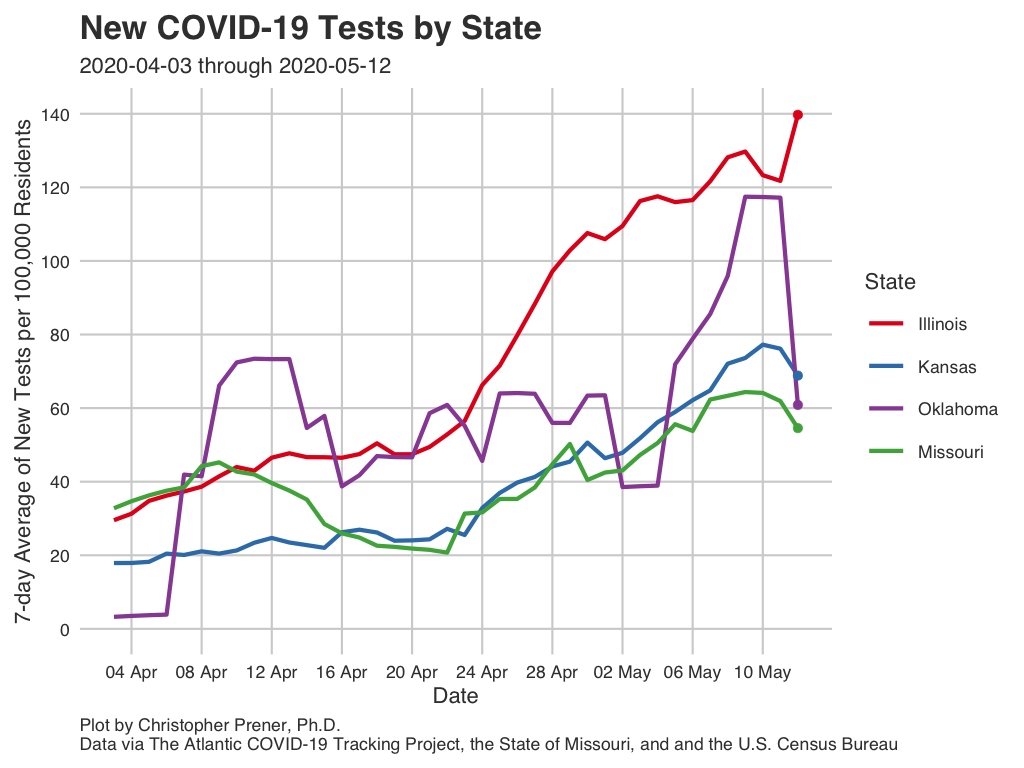 New COVID-19 Tests by State
2020-04-03 through 2020-05-12
7-day Average of New Tests per 100,000 Residents
140
120
100
80
60
40
20
0
04 Apr 08 Apr 12 Apr 16 Apr 20 Apr 24 Apr 28 Apr 02 May 06 May 10 May
Date
State
Illinois
Kansas
Oklahoma
Missouri
Plot by Christopher Prener, Ph.D.
Data via The Atlantic COVID-19 Tracking Project, the State of Missouri, and and the U.S. Census Bureau